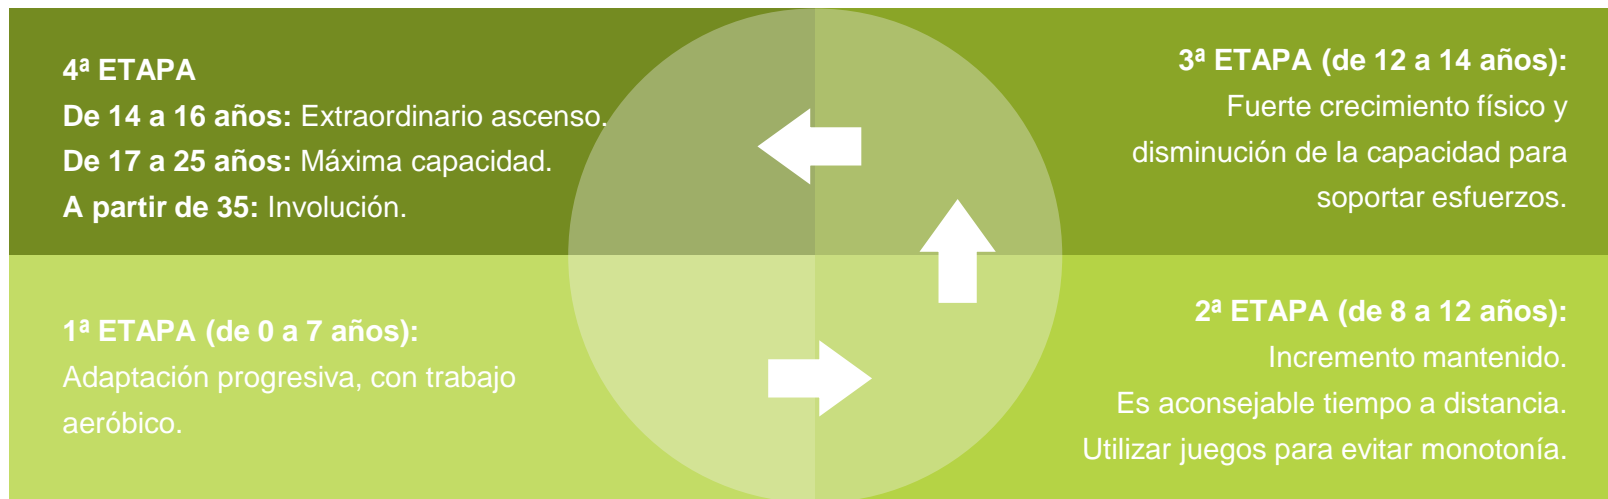 4ª ETAPA
De 14 a 16 años: Extraordinario ascenso.
De 17 a 25 años: Máxima capacidad.
A partir de 35: Involución.
3ª ETAPA (de 12 a 14 años):
Fuerte crecimiento físico y
disminución de la capacidad para
soportar esfuerzos.
1ª ETAPA (de 0 a 7 años):
Adaptación progresiva, con trabajo
aeróbico.
2ª ETAPA (de 8 a 12 años):
Incremento mantenido.
Es aconsejable tiempo a distancia.
Utilizar juegos para evitar monotonía.